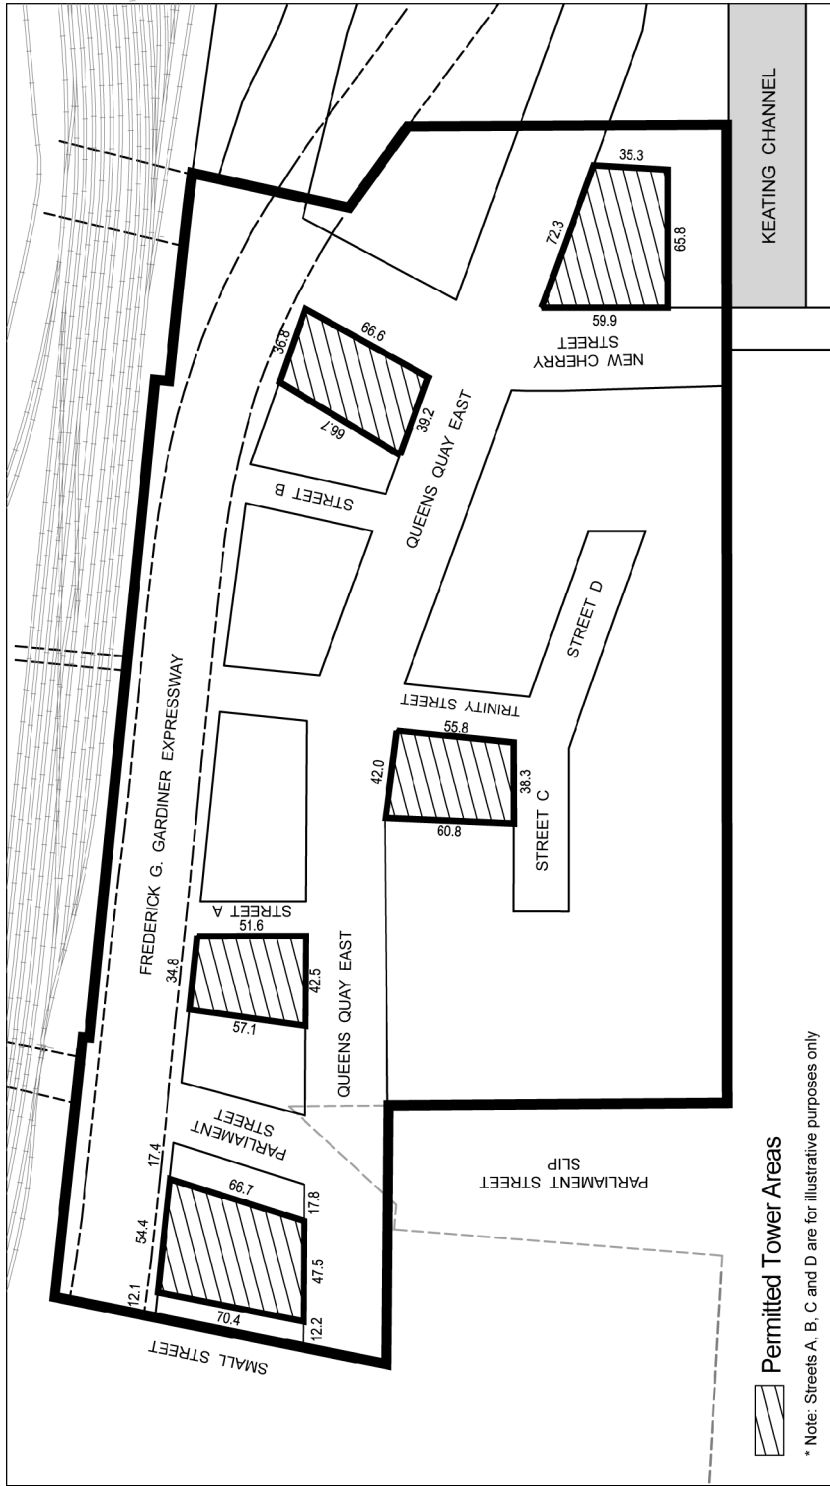 FREDERICK G. GARDINER EXPRESSWAY
KEATING CHANNEL
35.3
72.3
65.8
59.9
NEW CHERRY
STREET
36.8
66.6
66.7
39.2
STREET B
QUEENS QUAY EAST
STREET D
TRINITY STREET
55.8
42.0
38.3
60.8
STREET C
STREET A
51.6
34.8
42.5
57.1
QUEENS QUAY EAST
PARLIAMENT
STREET
17.4
66.7
17.8
54.4
47.5
12.1
70.4
12.2
SMALL STREET
PARLIAMENT STREET
SLIP
Permitted Tower Areas
* Note: Streets A, B, C and D are for illustrative purposes only